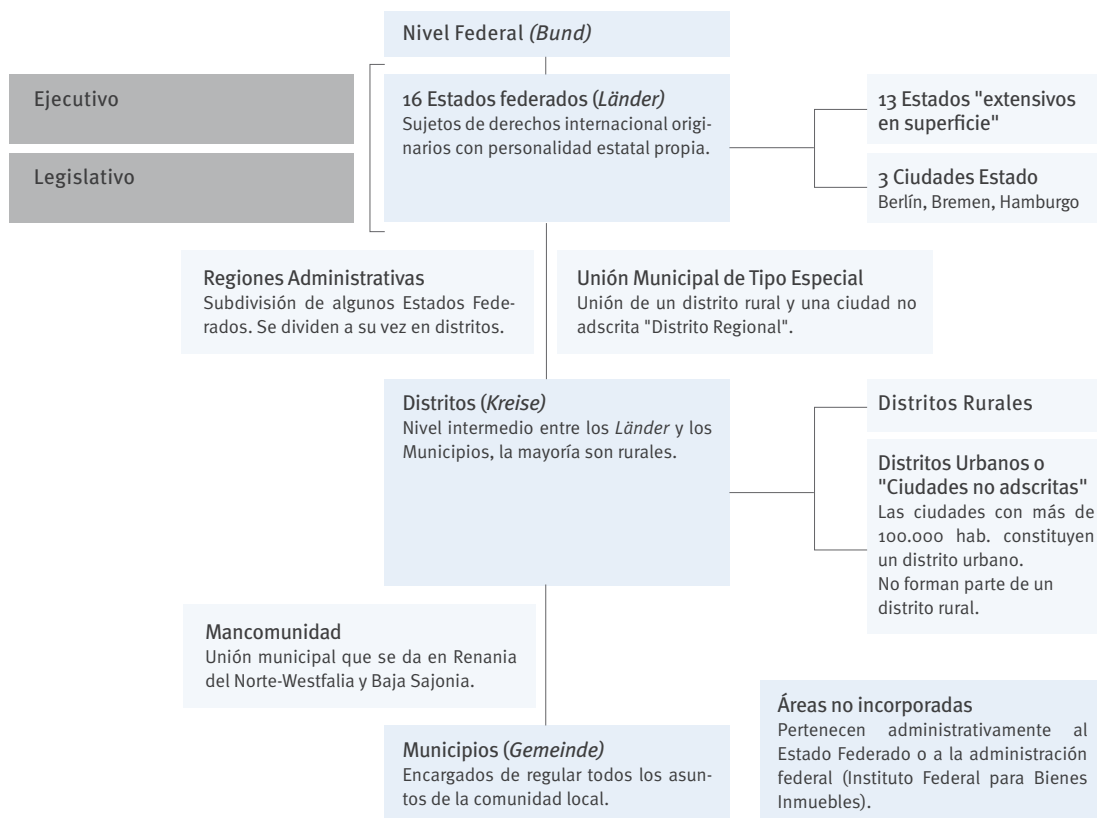 Nivel Federal (Bund)
Ejecutivo
Legislativo
16 Estados federados (Länder)
Sujetos de derechos internacional origi-
narios con personalidad estatal propia.
13 Estados "extensivos
en superficie"
3 Ciudades Estado
Berlín, Bremen, Hamburgo
Regiones Administrativas
Subdivisión de algunos Estados Fede-
rados. Se dividen a su vez en distritos.
Unión Municipal de Tipo Especial
Unión de un distrito rural y una ciudad no
adscrita "Distrito Regional".
Distritos (Kreise)
Nivel intermedio entre los Länder y los
Municipios, la mayoría son rurales.
Distritos Rurales
Distritos Urbanos o
"Ciudades no adscritas"
Las ciudades con más de
100.000 hab. constituyen
un distrito urbano.
No forman parte de un
distrito rural.
Mancomunidad
Unión municipal que se da en Renania
del Norte-Westfalia y Baja Sajonia.
Municipios (Gemeinde)
Encargados de regular todos los asun-
tos de la comunidad local.
Áreas no incorporadas
Pertenecen administrativamente al
Estado Federado o a la administración
federal (Instituto Federal para Bienes
Inmuebles).